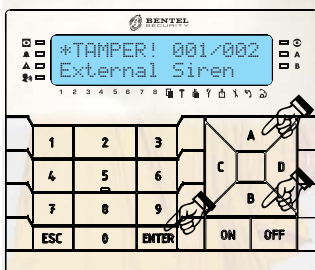 BENTEL
SECURITY
*TAMPER! 001/002
External Siren
A
B
1 2 3 4 5 6 7 8
1 2 3
4 5 6
7 8 9
ESC 0 ENTER
A
C D
B
ON OFF